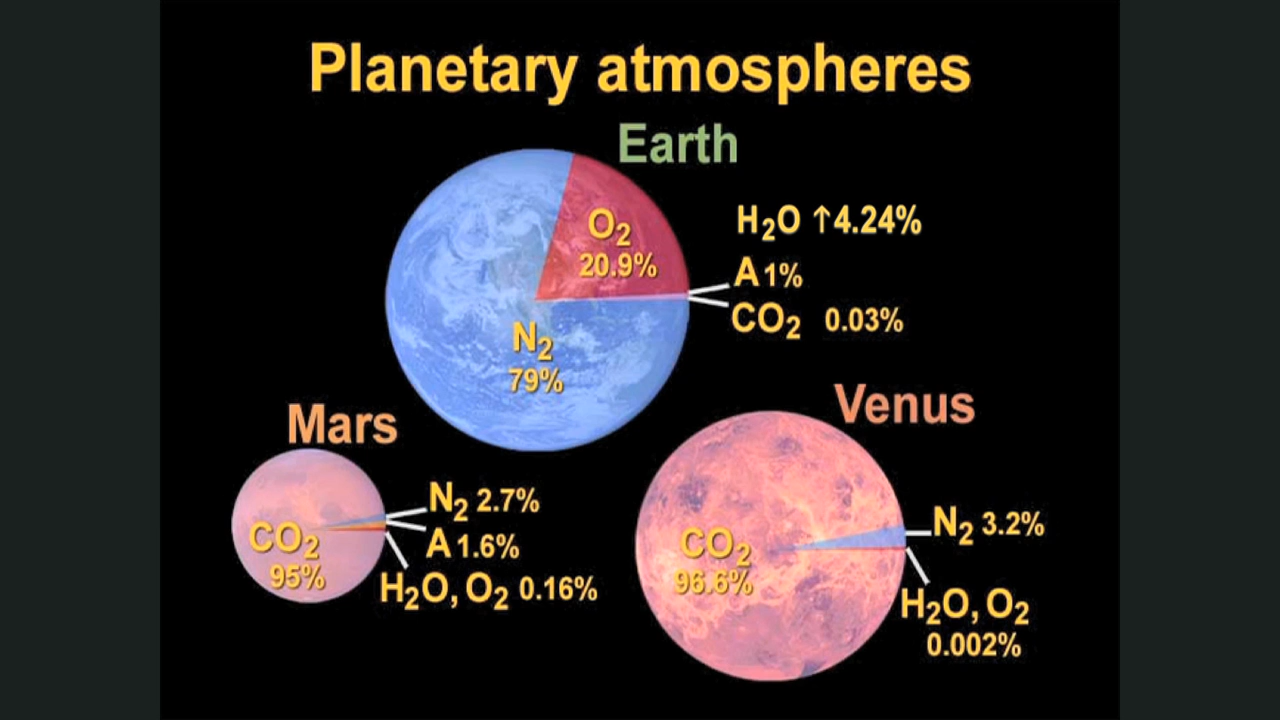 Planetary atmospheres
Earth
O₂
20.9%
H₂O ↑4.24%
A 1%
CO₂ 0.03%
N₂
79%
Mars
CO₂
95%
N₂ 2.7%
A 1.6%
H₂O, O₂ 0.16%
Venus
CO₂
96.6%
N₂ 3.2%
H₂O, O₂
0.002%